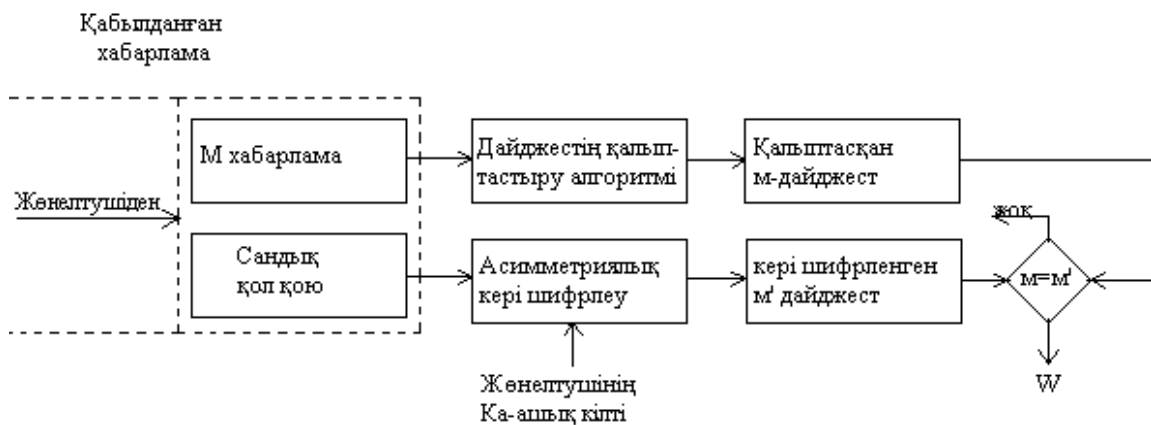 Қабылданған
хабарлама
М хабарлама
Дайджестің қалып-
тастыру алгоритмі
Қалыптасқан
м-дайджест
Жөнелтушіден
жоқ
Сандық
қол қою
Асимметриялық
кері шифрлеу
кері шифрленген
м' дайджест
м=м'
Жөнелтушінің
Ка-ашық кілті
W